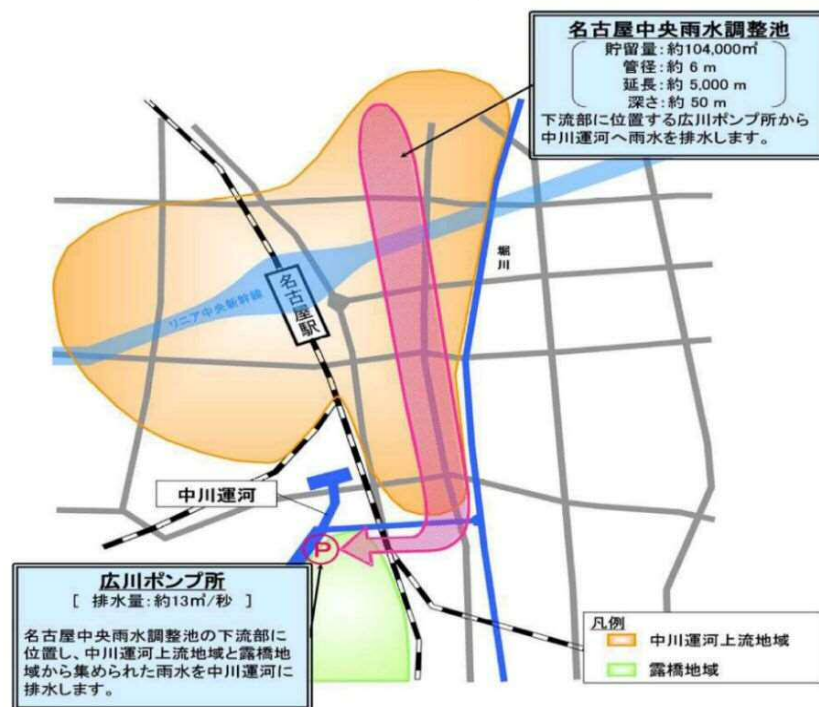 名古屋中央雨水調整池
貯留量:約104,000㎥
管径:約 6 m
延長:約 5,000 m
深さ:約 50 m
下流部に位置する広川ポンプ所から
中川運河へ雨水を排水します。
堀川
名古屋駅
リニア中央新幹線
中川運河
P
広川ポンプ所
[ 排水量:約13㎥/秒 ]
名古屋中央雨水調整池の下流部に
位置し、中川運河上流地域と露橋地
域から集められた雨水を中川運河に
排水します。
凡例
中川運河上流地域
露橋地域